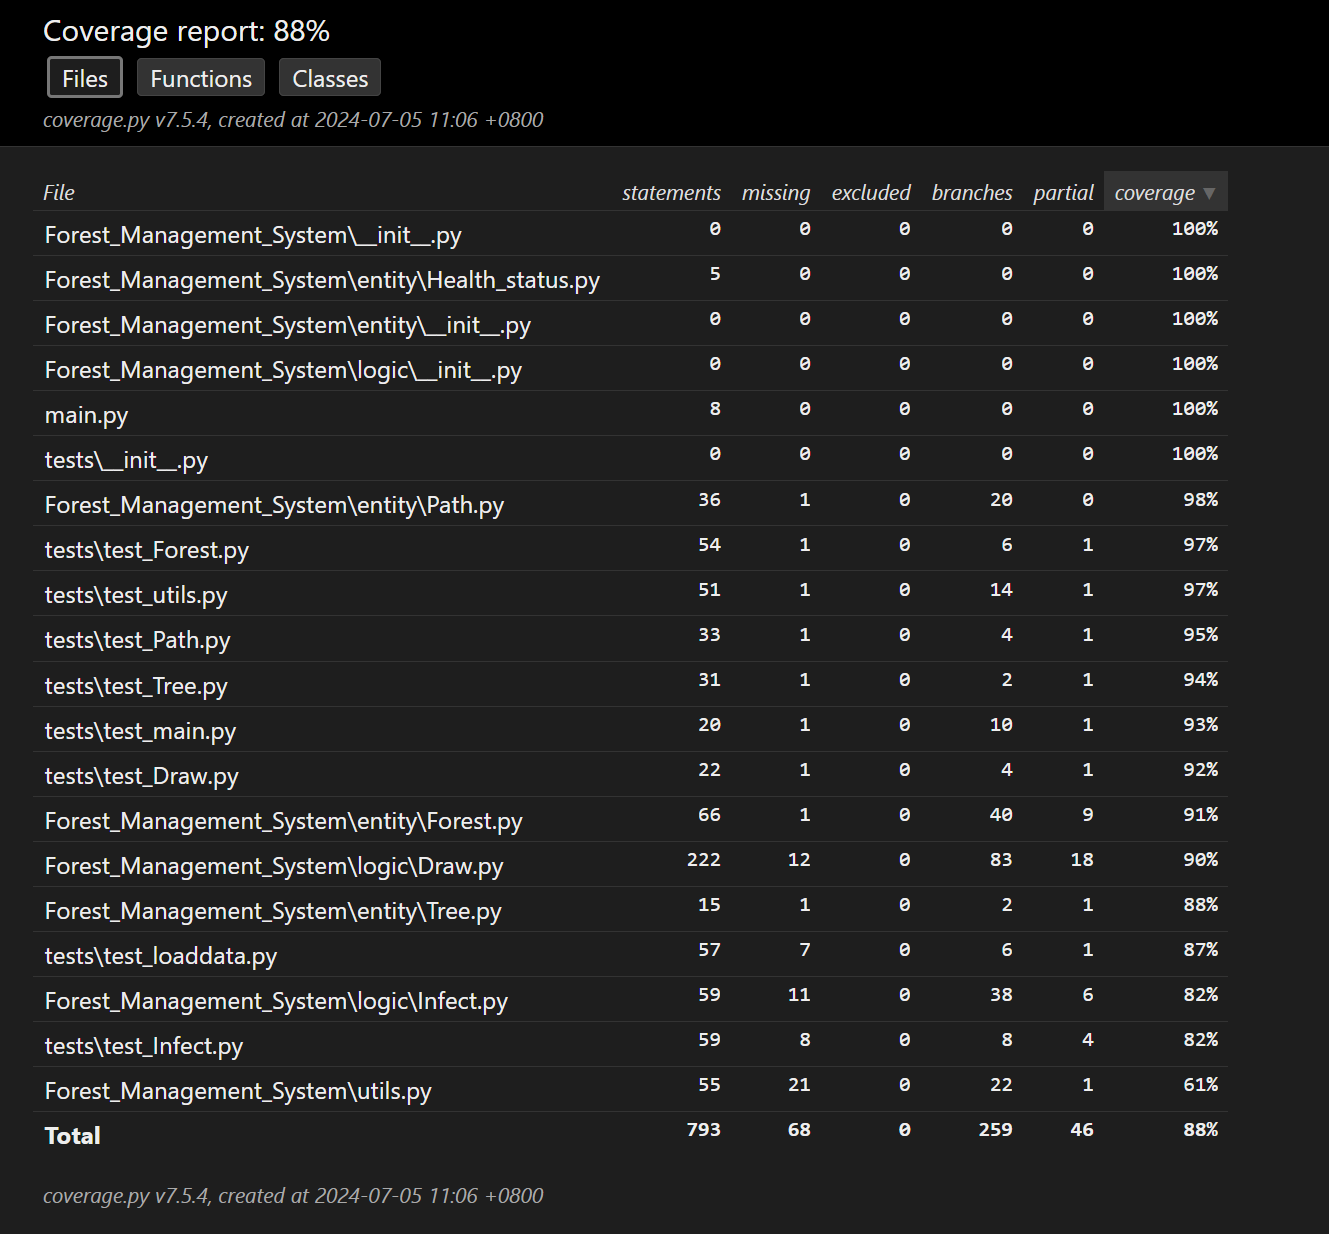 Coverage report: 88%
Files Functions Classes
coverage.py v7.5.4, created at 2024-07-05 11:06 +0800
File statements missing excluded branches partial coverage ▼
Forest_Management_System\__init__.py 0 0 0 0 0 100%
Forest_Management_System\entity\Health_status.py 5 0 0 0 0 100%
Forest_Management_System\entity\__init__.py 0 0 0 0 0 100%
Forest_Management_System\logic\__init__.py 0 0 0 0 0 100%
main.py 8 0 0 0 0 100%
tests\__init__.py 0 0 0 0 0 100%
Forest_Management_System\entity\Path.py 36 1 0 20 0 98%
tests\test_Forest.py 54 1 0 6 1 97%
tests\test_utils.py 51 1 0 14 1 97%
tests\test_Path.py 33 1 0 4 1 95%
tests\test_Tree.py 31 1 0 2 1 94%
tests\test_main.py 20 1 0 10 1 93%
tests\test_Draw.py 22 1 0 4 1 92%
Forest_Management_System\entity\Forest.py 66 1 0 40 9 91%
Forest_Management_System\logic\Draw.py 222 12 0 83 18 90%
Forest_Management_System\entity\Tree.py 15 1 0 2 1 88%
tests\test_loaddata.py 57 7 0 6 1 87%
Forest_Management_System\logic\Infect.py 59 11 0 38 6 82%
tests\test_Infect.py 59 8 0 8 4 82%
Forest_Management_System\utils.py 55 21 0 22 1 61%
Total 793 68 0 259 46 88%
coverage.py v7.5.4, created at 2024-07-05 11:06 +0800